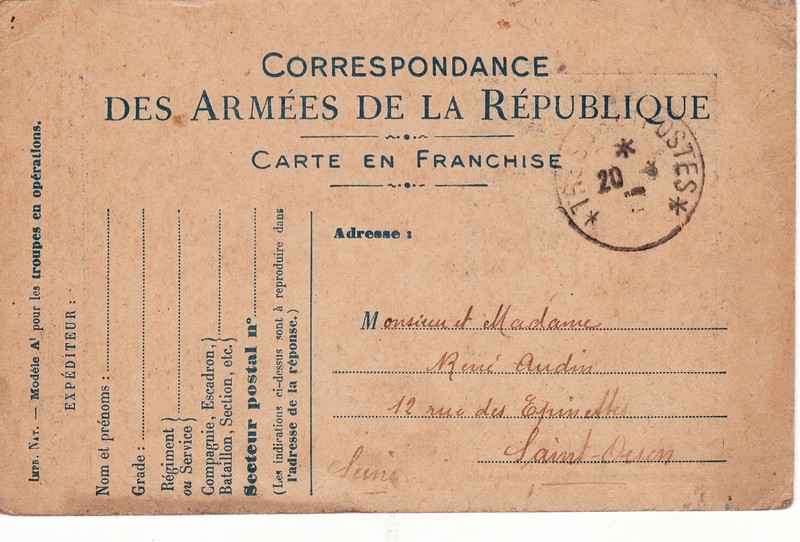 CORRESPONDANCE
DES ARMÉES DE LA RÉPUBLIQUE
CARTE EN FRANCHISE
POSTES
20
IMP. NAT. — Modèle A¹ pour les troupes en opérations.
EXPÉDITEUR :
Nom et prénoms :
Grade :
Régiment
ou Service
Compagnie, Escadron,
Bataillon, Section, etc.
Secteur postal n°
(Les indications ci-dessus sont à reproduire dans
l'adresse de la réponse.)
Adresse :
Monsieur et Madame
René Audin
12 rue des Epinettes
Saint-Ouen
Seine